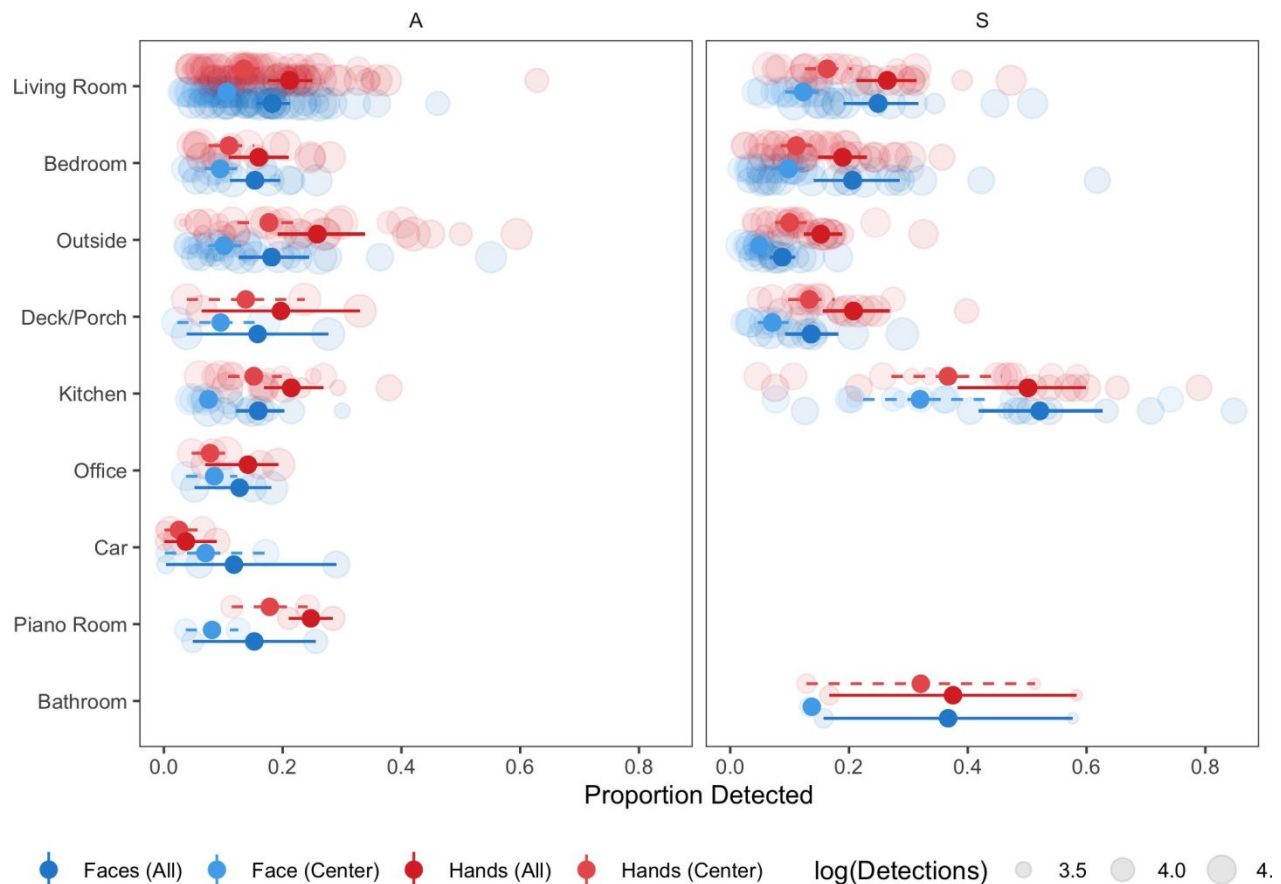 A S
Living Room
Bedroom
Outside
Deck/Porch
Kitchen
Office
Car
Piano Room
Bathroom
0.0 0.2 0.4 0.6 0.8 0.0 0.2 0.4 0.6 0.8
Proportion Detected
Faces (All) Face (Center) Hands (All) Hands (Center) log(Detections) 3.5 4.0 4.